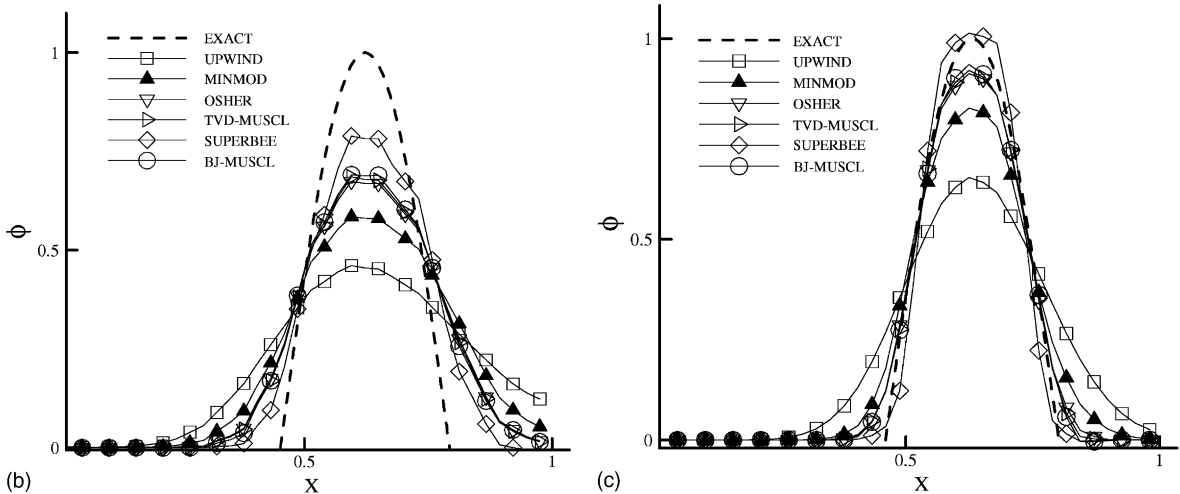 1
EXACT
UPWIND
MINMOD
OSHER
TVD-MUSCL
SUPERBEE
BJ-MUSCL
ϕ
0.5
0
0.5
1
X
(b)
1
EXACT
UPWIND
MINMOD
OSHER
TVD-MUSCL
SUPERBEE
BJ-MUSCL
ϕ
0.5
0
0.5
1
X
(c)